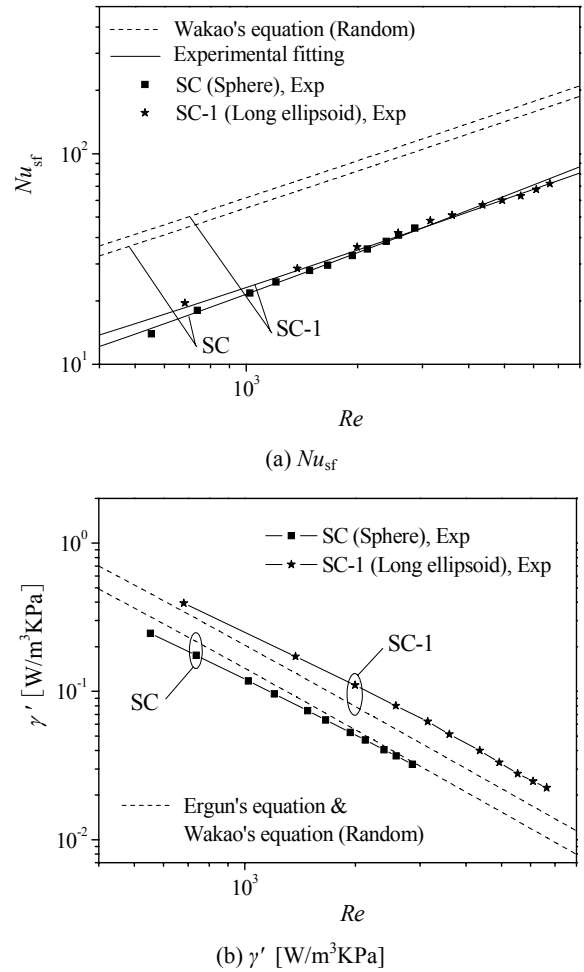 Wakao's equation (Random)
Experimental fitting
SC (Sphere), Exp
SC-1 (Long ellipsoid), Exp
10²
Nu_sf
SC-1
SC
10¹
10³
Re
(a) Nu_sf
10⁰
SC (Sphere), Exp
SC-1 (Long ellipsoid), Exp
γ′ [W/m³KPa]
SC-1
10⁻¹
SC
Ergun's equation &
Wakao's equation (Random)
10⁻²
10³
Re
(b) γ′ [W/m³KPa]